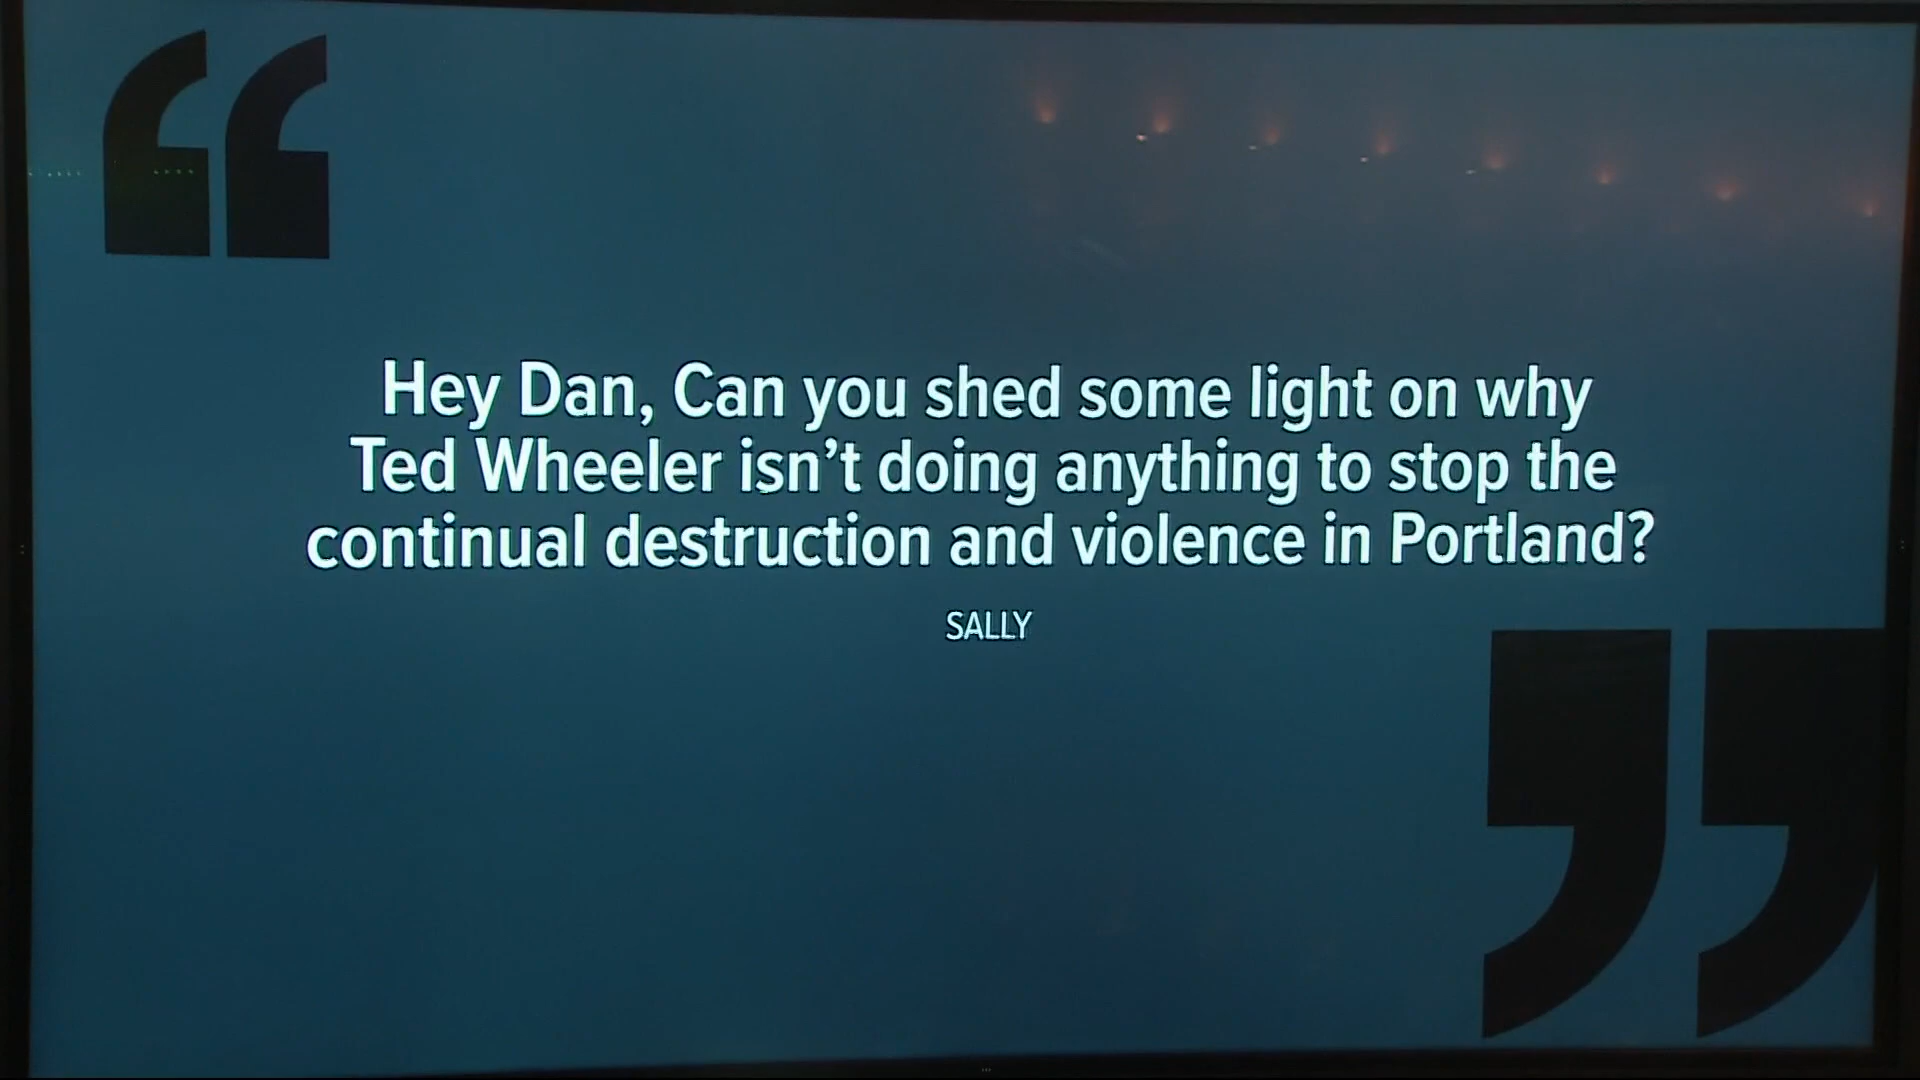 Hey Dan, Can you shed some light on why
Ted Wheeler isn’t doing anything to stop the
continual destruction and violence in Portland?
SALLY